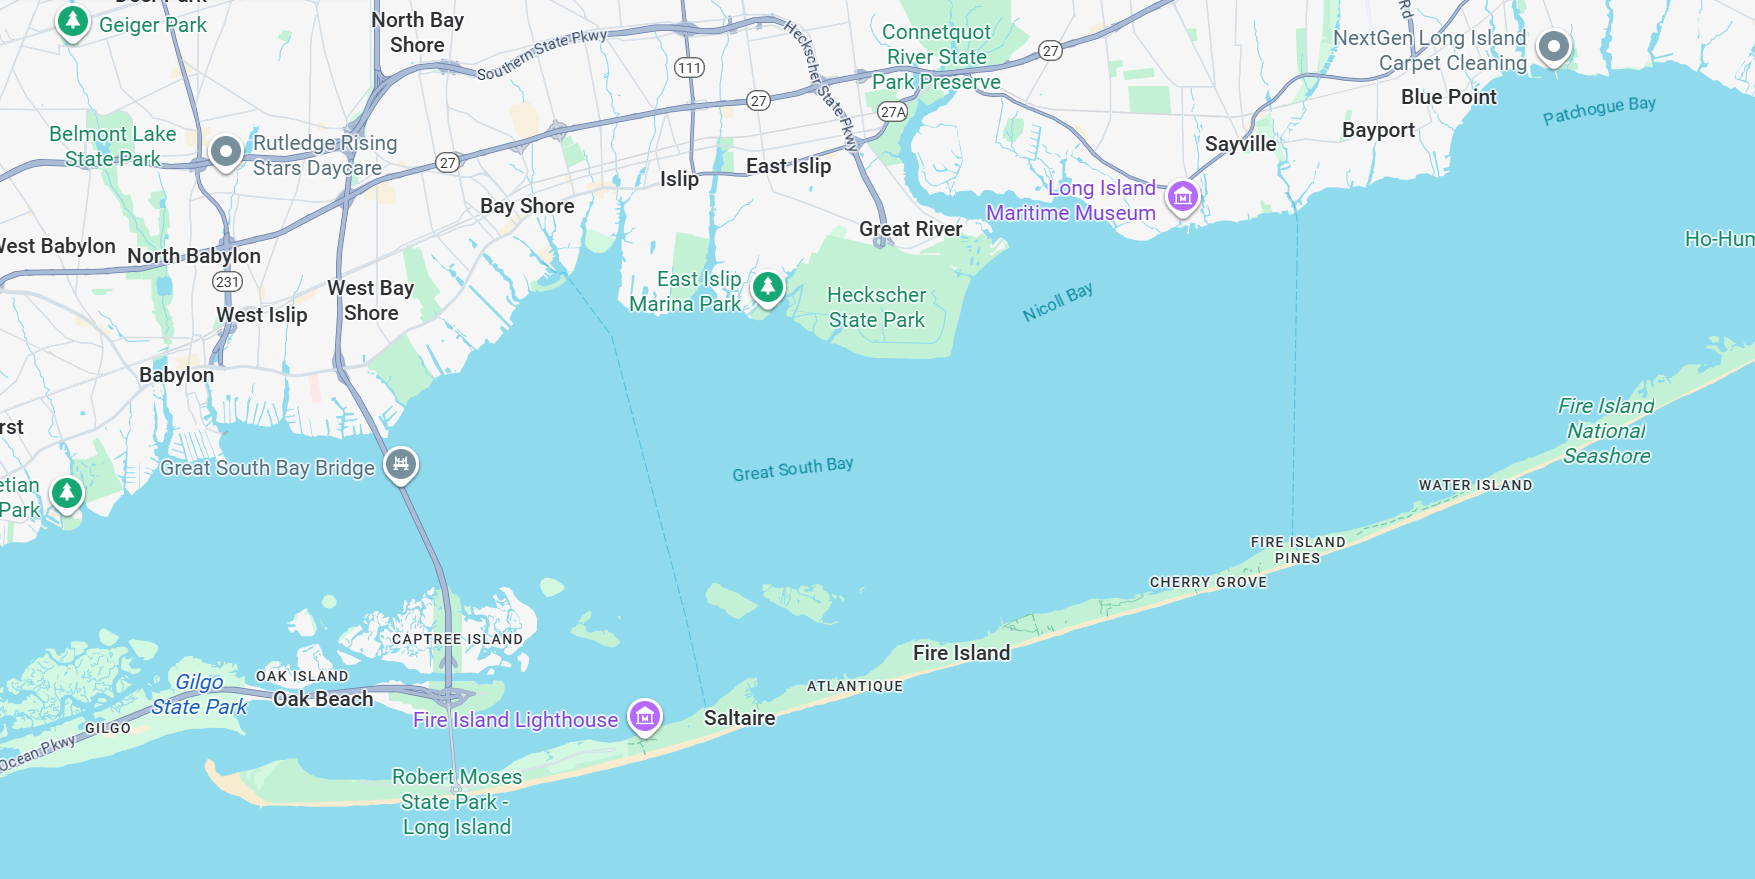 Deer Park
Geiger Park
North Bay
Shore
Southern State Pkwy
111
Heckscher State Pkwy
Connetquot
River State
Park Preserve
27
Rd
NextGen Long Island
Carpet Cleaning
Blue Point
Patchogue Bay
27
27A
Bayport
Sayville
Belmont Lake
State Park
Rutledge Rising
Stars Daycare
27
East Islip
Islip
Bay Shore
Long Island
Maritime Museum
Great River
Ho-Hum
West Babylon
North Babylon
231
West Bay
Shore
West Islip
East Islip
Marina Park
Heckscher
State Park
Nicoll Bay
Babylon
Fire Island
National
Seashore
rst
Great South Bay Bridge
Great South Bay
etian
Park
WATER ISLAND
FIRE ISLAND
PINES
CHERRY GROVE
CAPTREE ISLAND
Fire Island
OAK ISLAND
Oak Beach
Gilgo
State Park
ATLANTIQUE
GILGO
Ocean Pkwy
Fire Island Lighthouse
Saltaire
Robert Moses
State Park -
Long Island